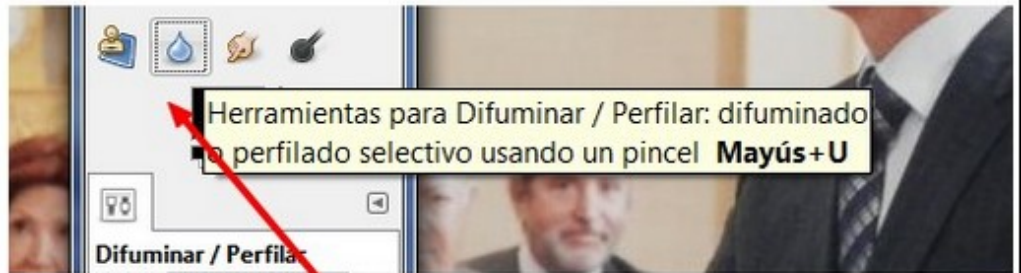 Herramientas para Difuminar / Perfilar: difuminado
o perfilado selectivo usando un pincel Mayús+U
Difuminar / Perfilar